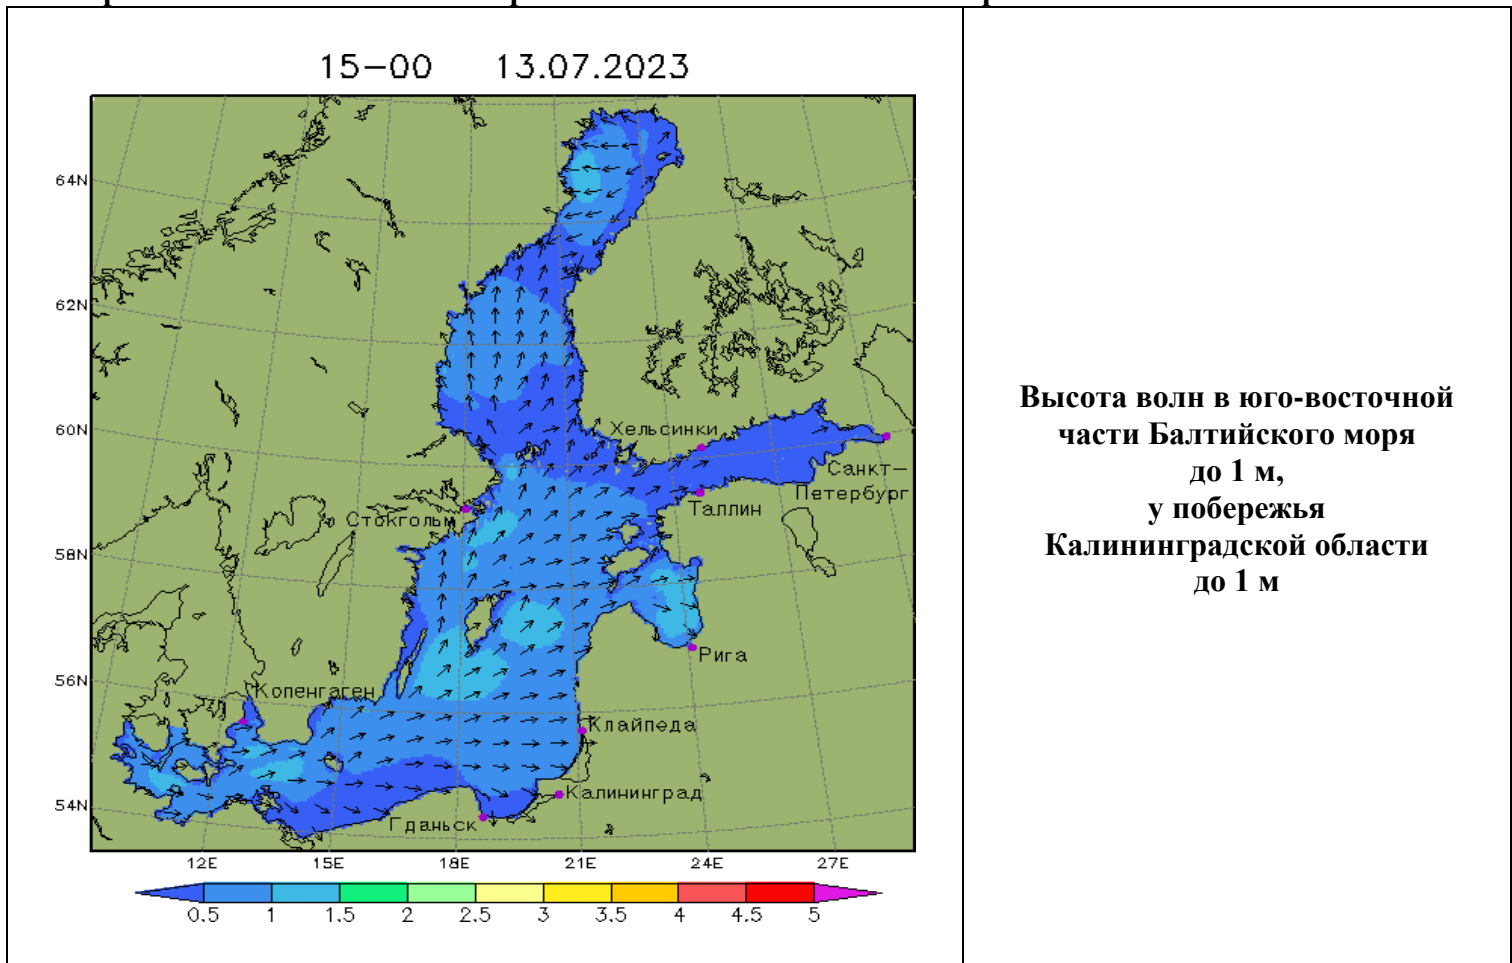 15-00 13.07.2023
64N
62N
60N
58N
56N
54N
Хельсинки
Санкт-
Петербург
Таллин
Стокгольм
Рига
Копенгаген
Клайпеда
Калининград
Гданьск
12E 15E 18E 21E 24E 27E
0.5 1 1.5 2 2.5 3 3.5 4 4.5 5
Высота волн в юго-восточной
части Балтийского моря
до 1 м,
у побережья
Калининградской области
до 1 м